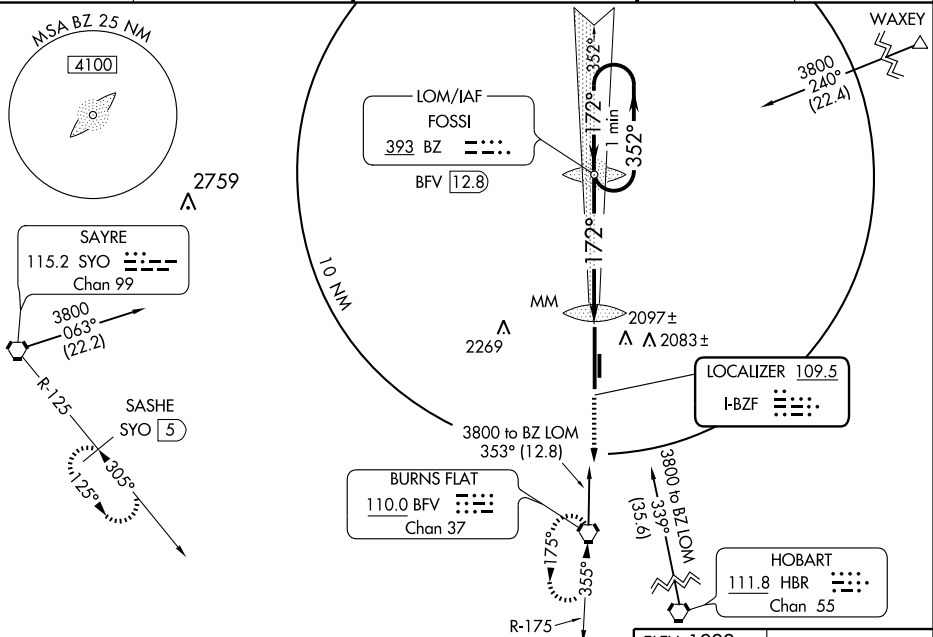 MSA BZ 25 NM
4100
2759
LOM/IAF
FOSSI
393 BZ
BFV 12.8
352°
172°
1 min
352°
172°
WAXEY
3800
240°
(22.4)
SAYRE
115.2 SYO
Chan 99
3800
063°
(22.2)
R-125
SASHE
SYO 5
305°
125°
10 NM
MM
2097±
2083±
2269
LOCALIZER 109.5
I-BZF
3800 to BZ LOM
353° (12.8)
BURNS FLAT
110.0 BFV
Chan 37
175°
355°
R-175
3800 to BZ LOM
339°
(35.6)
HOBART
111.8 HBR
Chan 55